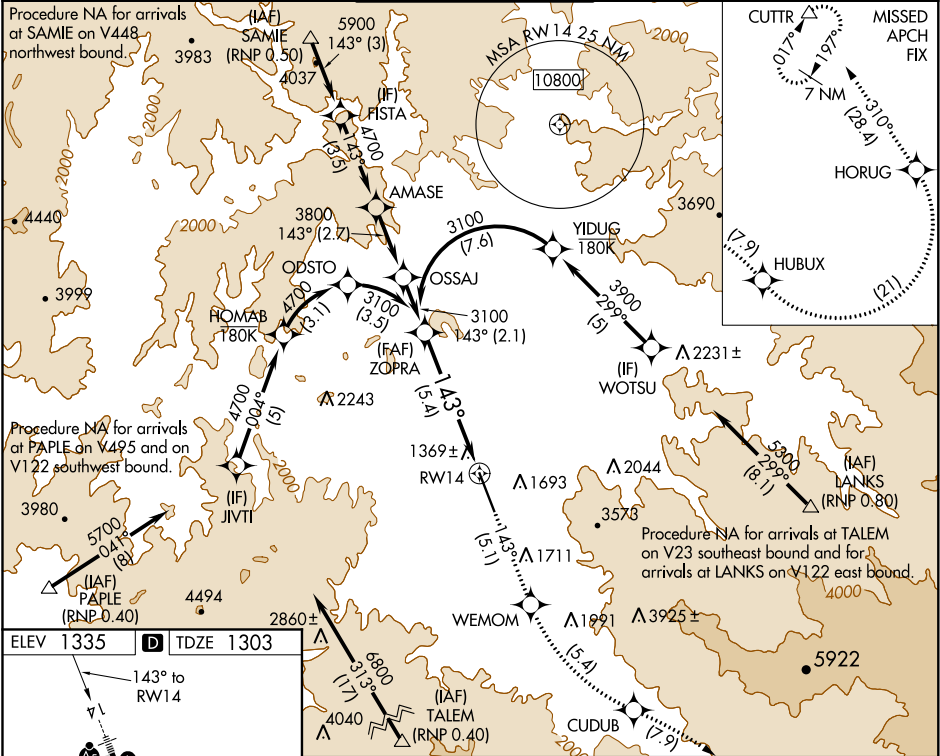 Procedure NA for arrivals
at SAMIE on V448
northwest bound.
3983
(IAF)
SAMIE
(RNP 0.50)
4037
5900
143° (3)
(IF)
FISTA
4700
143°
(3.5)
AMASE
3800
143° (2.7)
ODSTO
OSSAJ
3100
(7.6)
YIDUG
180K
3900
299°
(5)
(IF)
WOTSU
2231±
MSA RW14 25 NM
10800
2000
3690
2000
CUTTR
017°
197°
7 NM
MISSED
APCH
FIX
310°
(28.4)
HORUG
(7.9)
HUBUX
(21)
2000
4440
2000
3999
HOMAB
180K
4700
(3.1)
3100
(3.5)
3100
143° (2.1)
(FAF)
ZOPRA
143°
(5.4)
4700
004°
(5)
2243
Procedure NA for arrivals
at PAPLE on V495 and on
V122 southwest bound.
2000
(IF)
JIVTI
1369±
RW14
1693
2044
3573
5300
299°
(8.1)
(IAF)
LANKS
(RNP 0.80)
3980
5700
041°
(8)
(IAF)
PAPLE
(RNP 0.40)
4494
143°
(5.1)
1711
Procedure NA for arrivals at TALEM
on V23 southeast bound and for
arrivals at LANKS on V122 east bound.
4000
WEMOM
1991
3925±
5922
2860±
6800
313°
(17)
(IAF)
TALEM
(RNP 0.40)
4040
(5.4)
CUDUB
(7.9)
2000
ELEV 1335
D
TDZE 1303
143° to
RW14
14